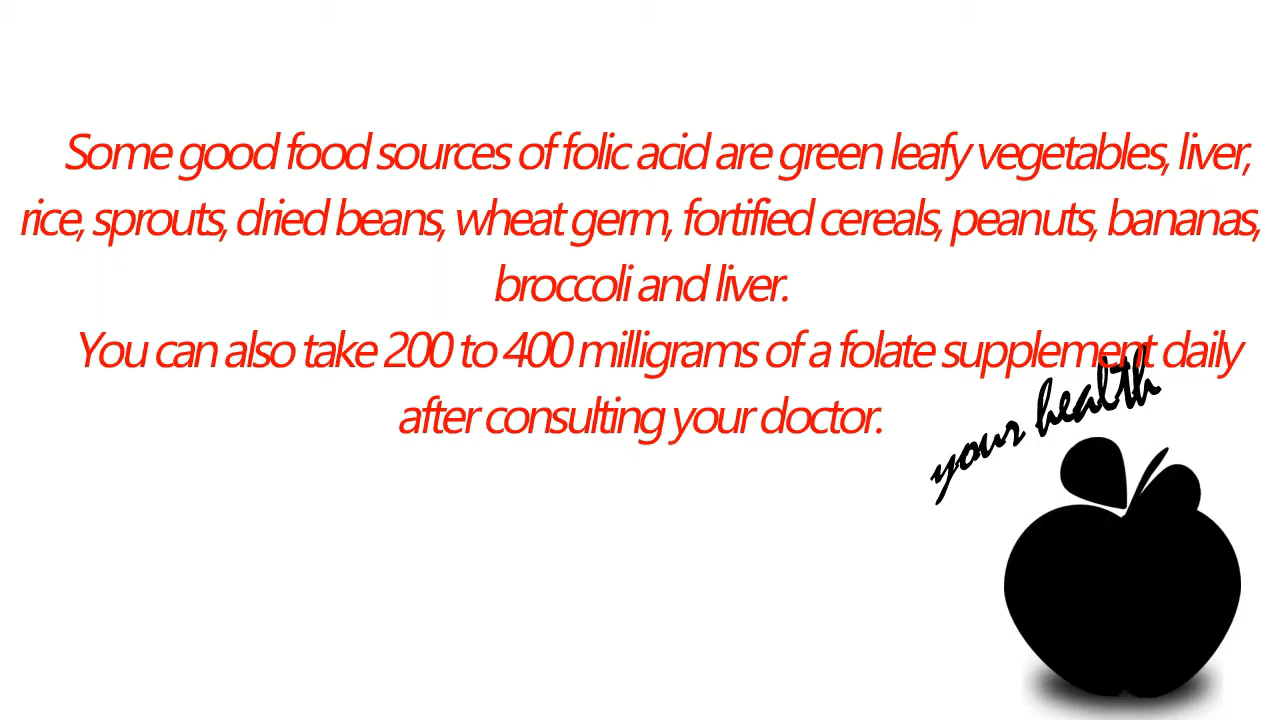 Some good food sources of folic acid are green leafy vegetables, liver,
rice, sprouts, dried beans, wheat germ, fortified cereals, peanuts, bananas,
broccoli and liver.
You can also take 200 to 400 milligrams of a folate supplement daily
after consulting your doctor.
your health